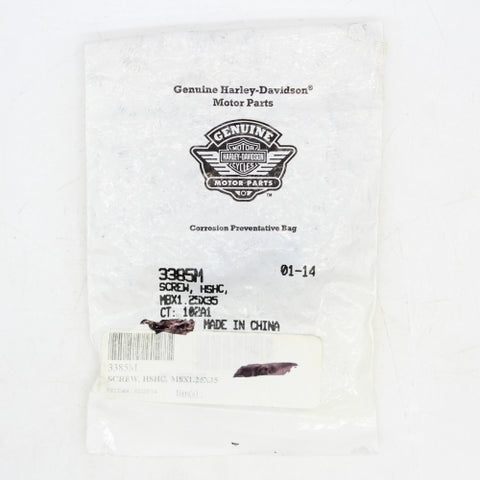 Genuine Harley-Davidson®
Motor Parts
GENUINE
MOTOR
HARLEY-DAVIDSON
CYCLES
MOTOR PARTS
TM
Corrosion Preventative Bag
3385M 01-14
SCREW, HSHC,
M8X1.25X35
CT: 102A1
MADE IN CHINA
3385M
SCREW, HSHC, M8X1.25X35